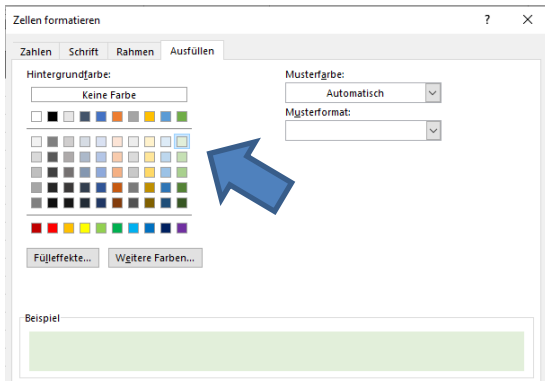 Zellen formatieren ?
Zahlen Schrift Rahmen Ausfüllen
Hintergrundfarbe:
Keine Farbe
Musterfarbe:
Automatisch
Musterformat:
Fülleffekte... Weitere Farben...
Beispiel